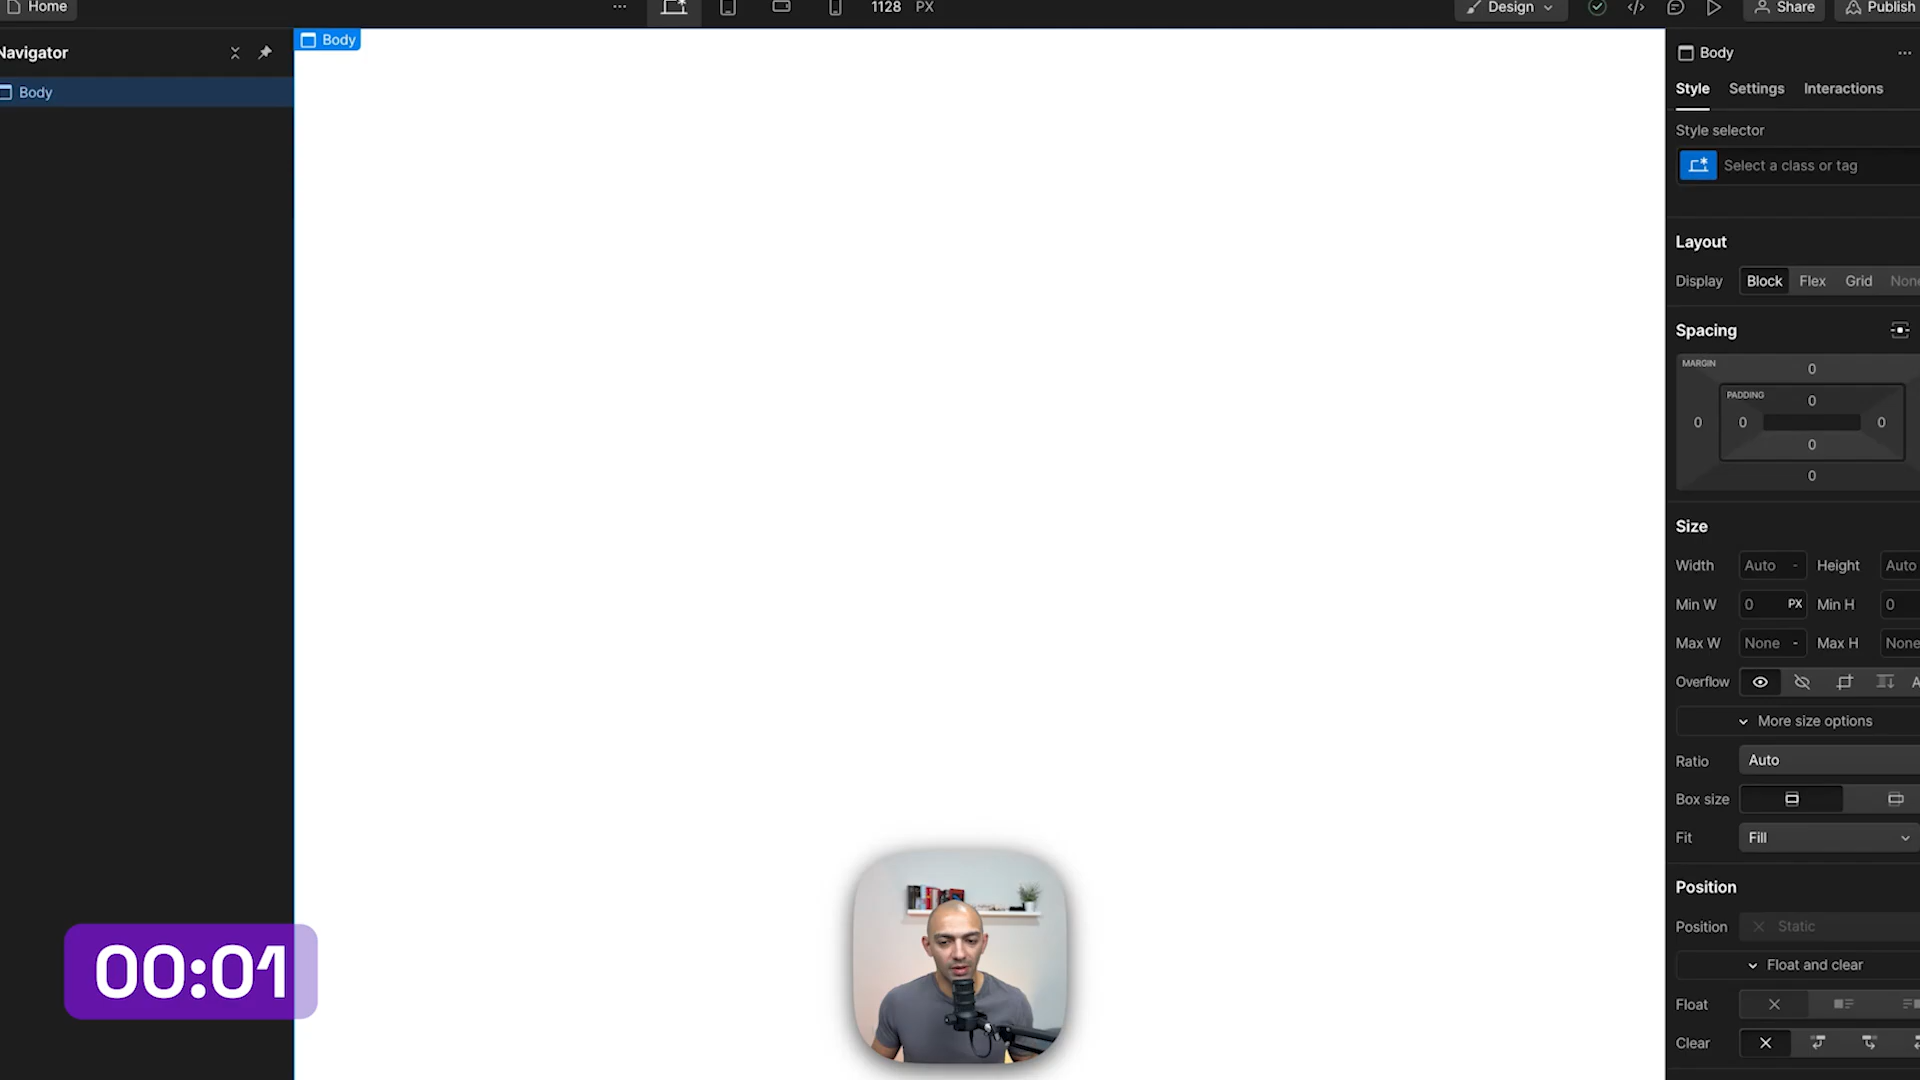 Home
1128 PX
Design
Share
Publish
Navigator
Body
Body
Body
Style Settings Interactions
Style selector
Select a class or tag
Layout
Display Block Flex Grid None
Spacing
MARGIN
0
PADDING
0
0 0 0
0
0
Size
Width Auto - Height Auto
Min W 0 PX Min H 0
Max W None - Max H None
Overflow
More size options
Ratio Auto
Box size
Fit Fill
Position
Position Static
Float and clear
Float
Clear
00:01